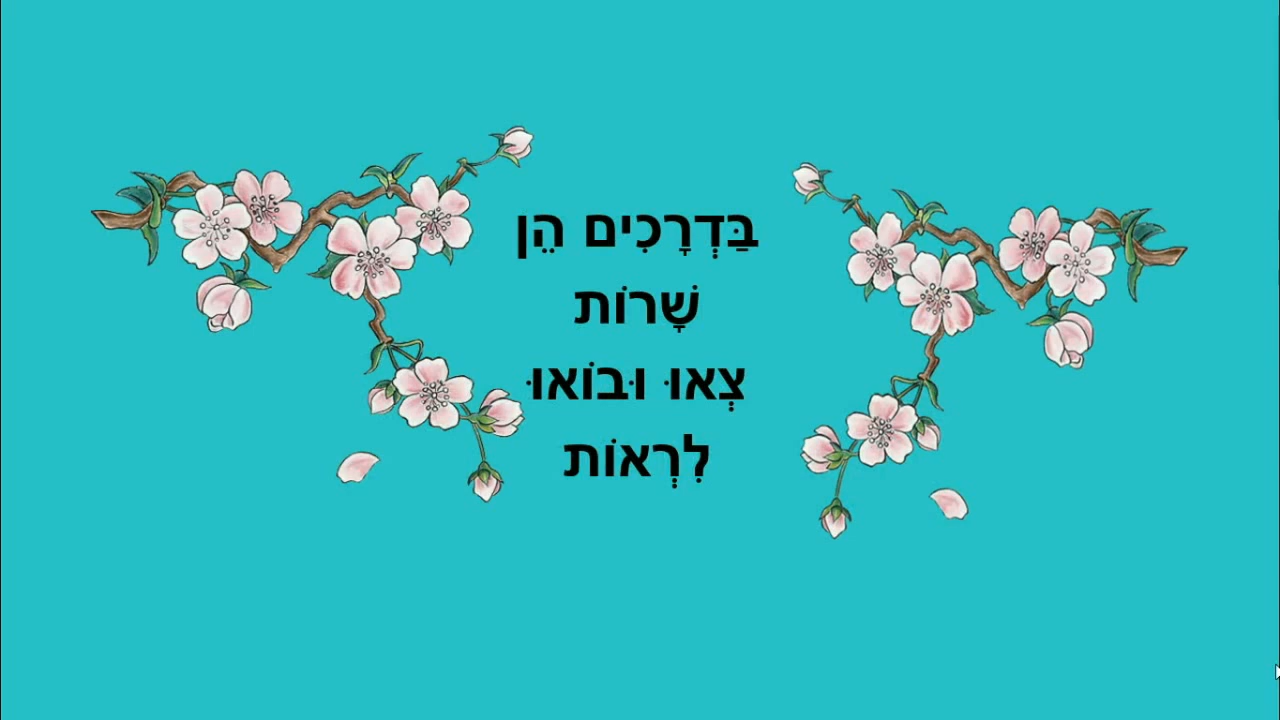 בַּדְּרָכִים הֵן
שָׁרוֹת
צְאוּ וּבוֹאוּ
לִרְאוֹת